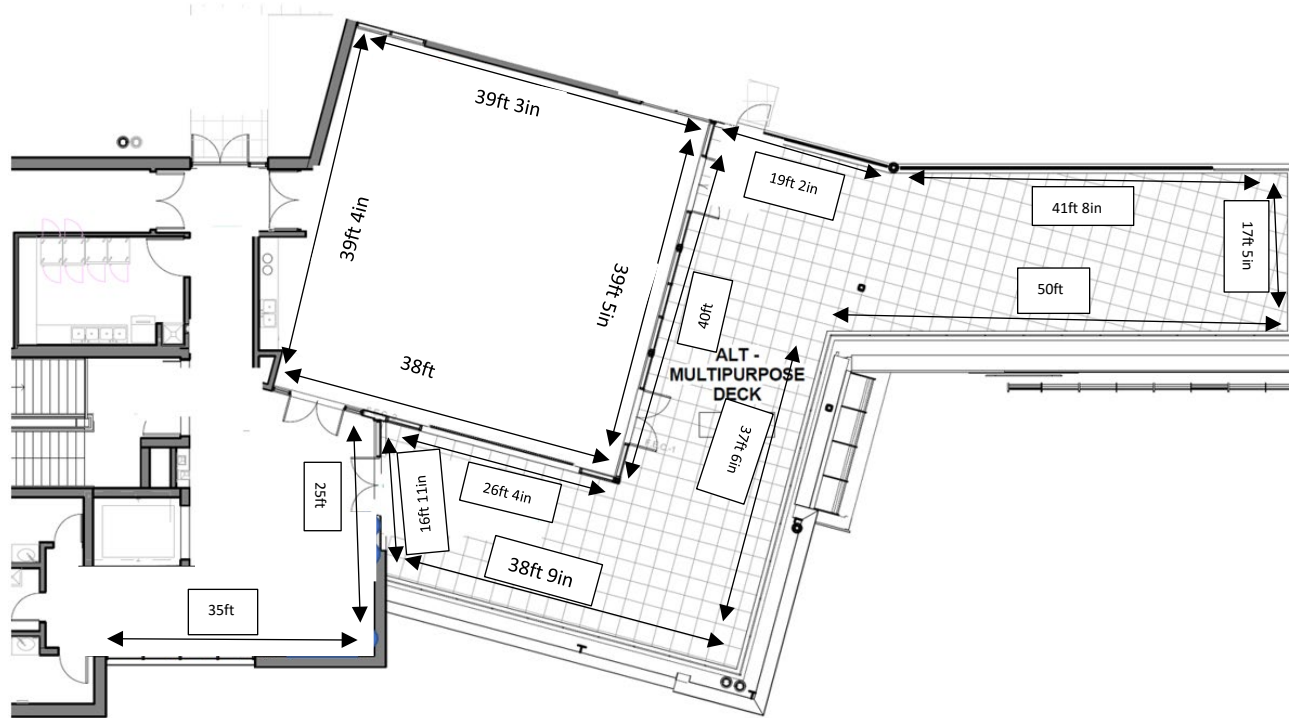 39ft 3in
19ft 2in
41ft 8in
17ft 5in
39ft 4in
39ft 5in
40ft
50ft
ALT -
MULTIPURPOSE
DECK
38ft
37ft 6in
25ft
16ft 11in
26ft 4in
38ft 9in
35ft